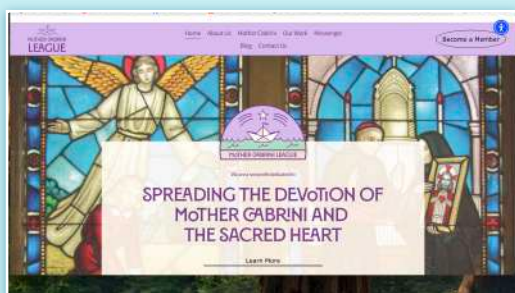 MOTHER CABRINI
LEAGUE
Home About Us Mother Cabrini Our Work Messenger
Blog Contact Us
Become a Member
MOTHER CABRINI LEAGUE
SPREADING THE DEVOTION OF
MOTHER CABRINI AND
THE SACRED HEART
Learn More